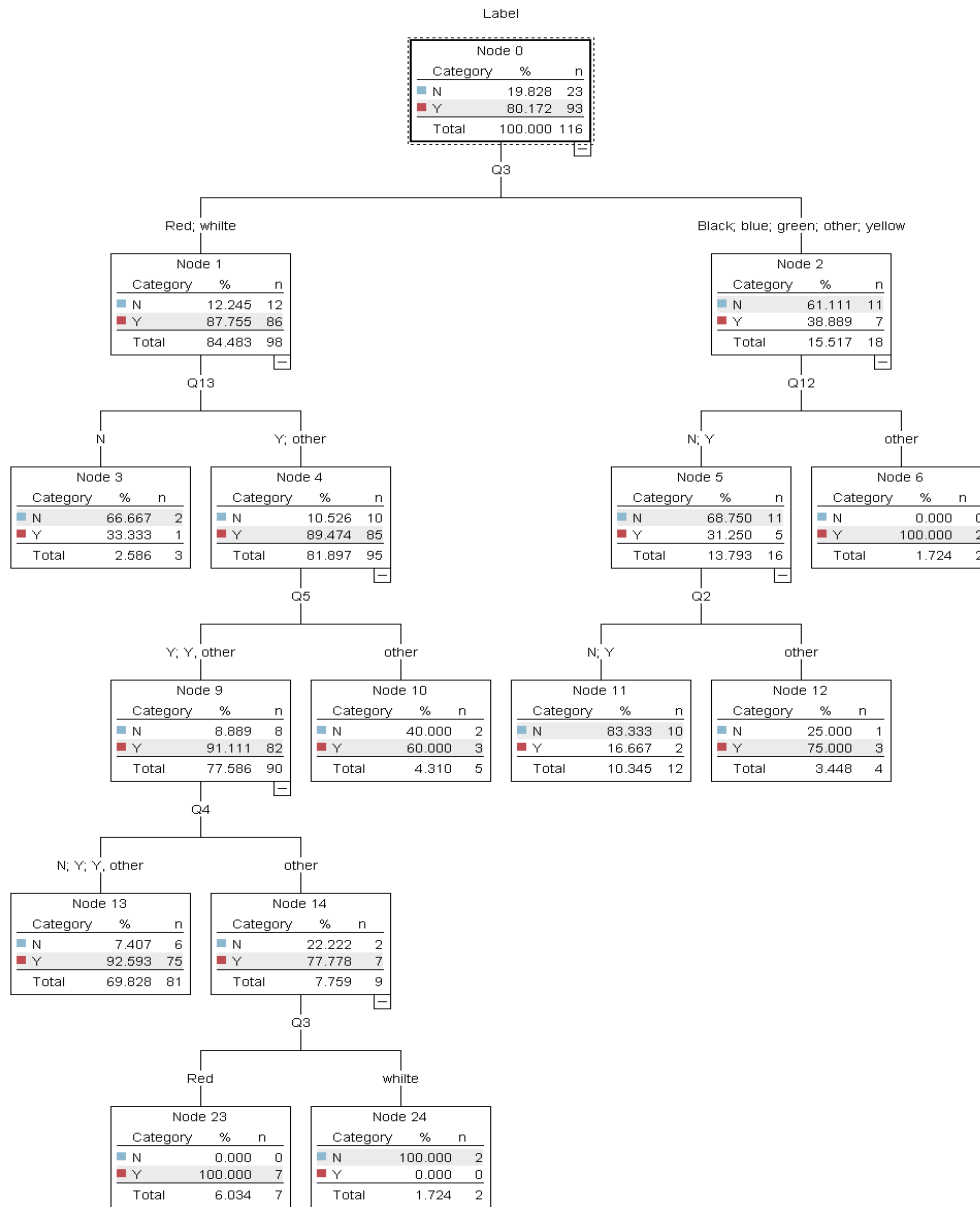 Label
Node 0
Category % n
N 19.828 23
Y 80.172 93
Total 100.000 116
Q3
Red; whilte
Black; blue; green; other; yellow
Node 1
Category % n
N 12.245 12
Y 87.755 86
Total 84.483 98
Node 2
Category % n
N 61.111 11
Y 38.889 7
Total 15.517 18
Q13
Q12
N
Y; other
N; Y
other
Node 3
Category % n
N 66.667 2
Y 33.333 1
Total 2.586 3
Node 4
Category % n
N 10.526 10
Y 89.474 85
Total 81.897 95
Node 5
Category % n
N 68.750 11
Y 31.250 5
Total 13.793 16
Node 6
Category % n
N 0.000 0
Y 100.000 2
Total 1.724 2
Q5
Q2
Y; Y, other
other
N; Y
other
Node 9
Category % n
N 8.889 8
Y 91.111 82
Total 77.586 90
Node 10
Category % n
N 40.000 2
Y 60.000 3
Total 4.310 5
Node 11
Category % n
N 83.333 10
Y 16.667 2
Total 10.345 12
Node 12
Category % n
N 25.000 1
Y 75.000 3
Total 3.448 4
Q4
N; Y; Y, other
other
Node 13
Category % n
N 7.407 6
Y 92.593 75
Total 69.828 81
Node 14
Category % n
N 22.222 2
Y 77.778 7
Total 7.759 9
Q3
Red
whilte
Node 23
Category % n
N 0.000 0
Y 100.000 7
Total 6.034 7
Node 24
Category % n
N 100.000 2
Y 0.000 0
Total 1.724 2